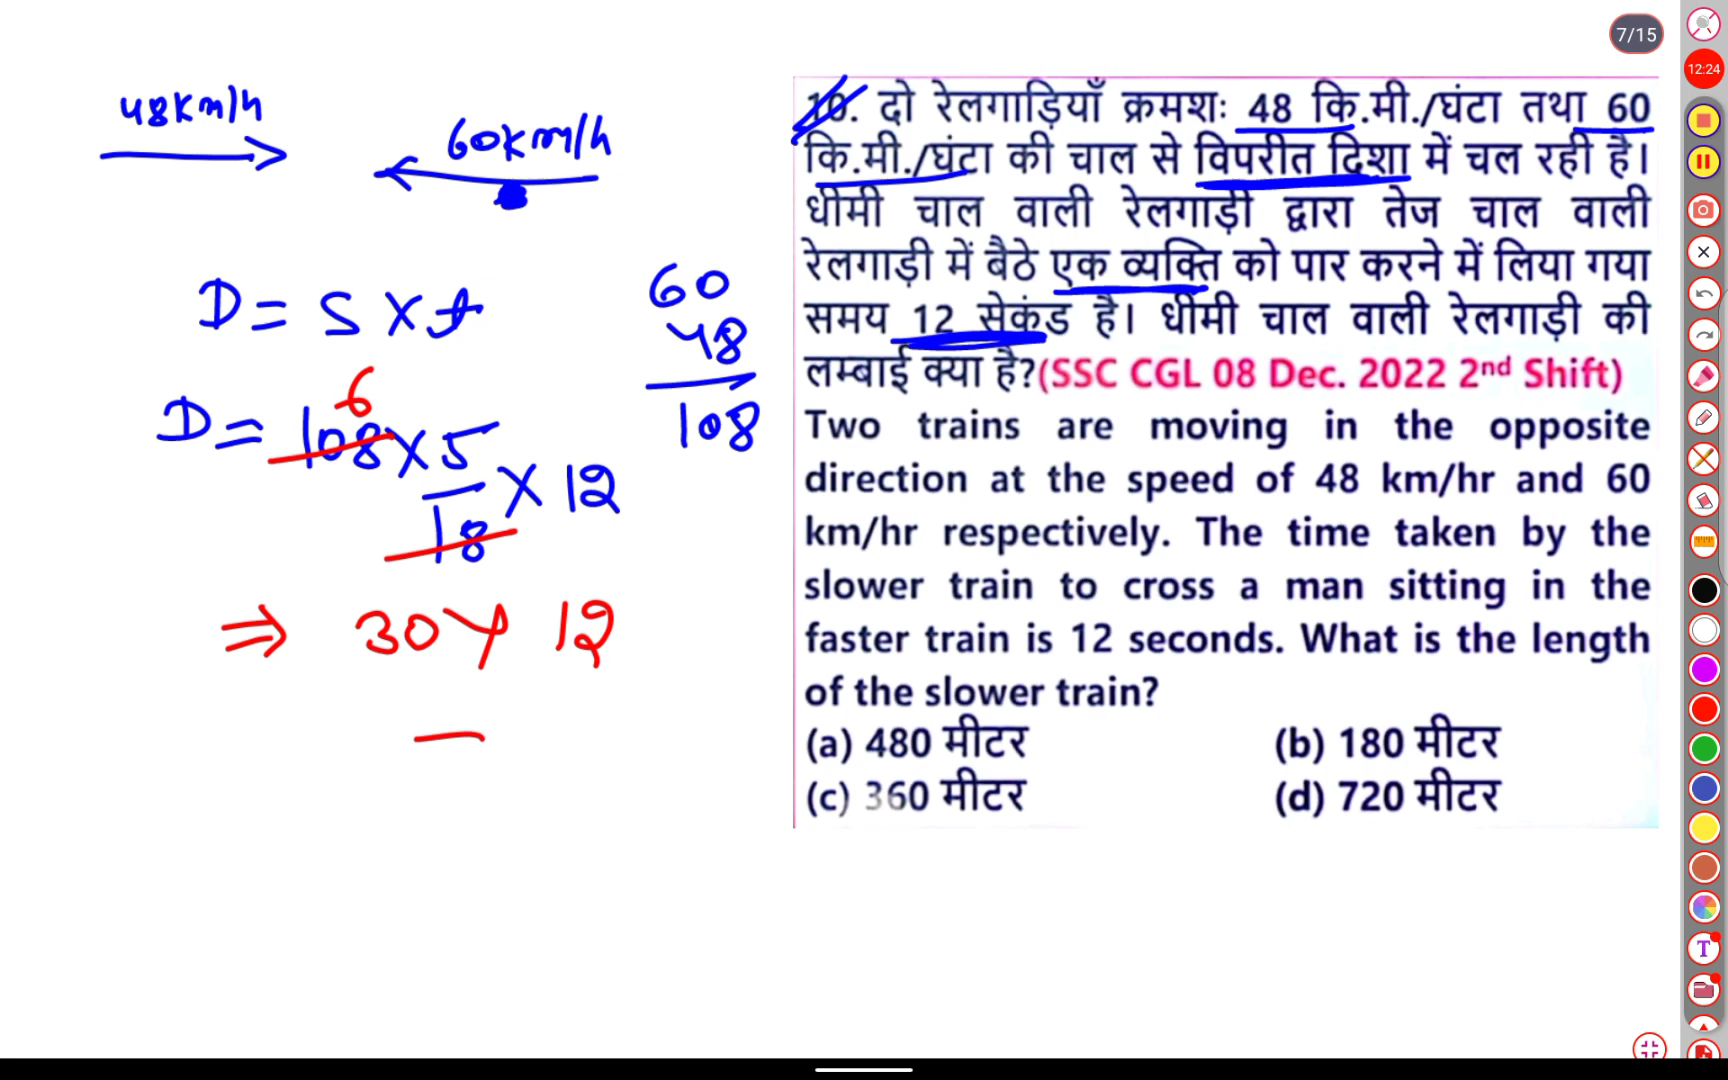 7/15
12:24
48Km/h
60Km/h
D = S × t
60
48
108
D = 108 × 5 × 12
6
18
⇒ 30 × 12
10. दो रेलगाड़ियाँ क्रमशः 48 कि.मी./घंटा तथा 60
कि.मी./घंटा की चाल से विपरीत दिशा में चल रही है।
धीमी चाल वाली रेलगाड़ी द्वारा तेज चाल वाली
रेलगाड़ी में बैठे एक व्यक्ति को पार करने में लिया गया
समय 12 सेकंड है। धीमी चाल वाली रेलगाड़ी की
लम्बाई क्या है?(SSC CGL 08 Dec. 2022 2nd Shift)
Two trains are moving in the opposite
direction at the speed of 48 km/hr and 60
km/hr respectively. The time taken by the
slower train to cross a man sitting in the
faster train is 12 seconds. What is the length
of the slower train?
(a) 480 मीटर (b) 180 मीटर
(c) 360 मीटर (d) 720 मीटर
T